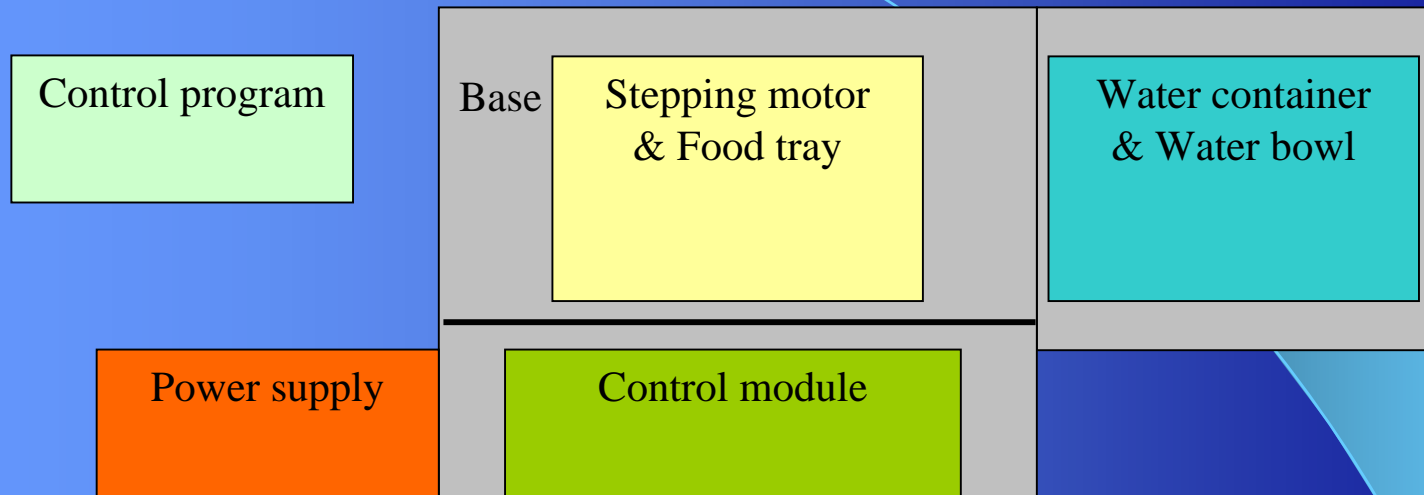 Control program
Base
Stepping motor
& Food tray
Water container
& Water bowl
Power supply
Control module